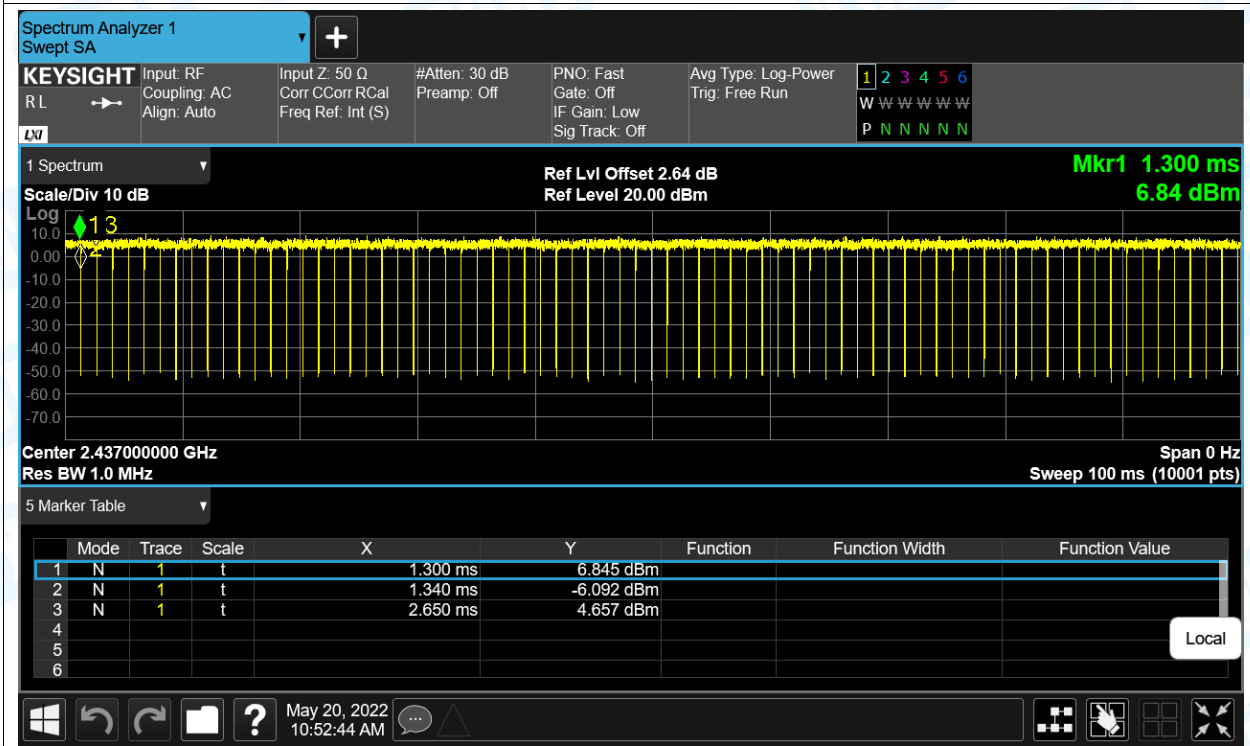 Spectrum Analyzer 1
Swept SA
KEYSIGHT
RL
LXI
Input: RF
Coupling: AC
Align: Auto
Input Z: 50 Ω
Corr CCorr RCal
Freq Ref: Int (S)
#Atten: 30 dB
Preamp: Off
PNO: Fast
Gate: Off
IF Gain: Low
Sig Track: Off
Avg Type: Log-Power
Trig: Free Run
1 2 3 4 5 6
W W W W W W
P N N N N N
1 Spectrum
Scale/Div 10 dB
Ref Lvl Offset 2.64 dB
Ref Level 20.00 dBm
Mkr1 1.300 ms
6.84 dBm
Log
1 3
2
10.0
0.00
-10.0
-20.0
-30.0
-40.0
-50.0
-60.0
-70.0
Center 2.437000000 GHz
Span 0 Hz
Res BW 1.0 MHz
Sweep 100 ms (10001 pts)
5 Marker Table
Mode Trace Scale X Y Function Function Width Function Value
1 N 1 t 1.300 ms 6.845 dBm
2 N 1 t 1.340 ms -6.092 dBm
3 N 1 t 2.650 ms 4.657 dBm
4
5
6
Local
?
May 20, 2022
10:52:44 AM